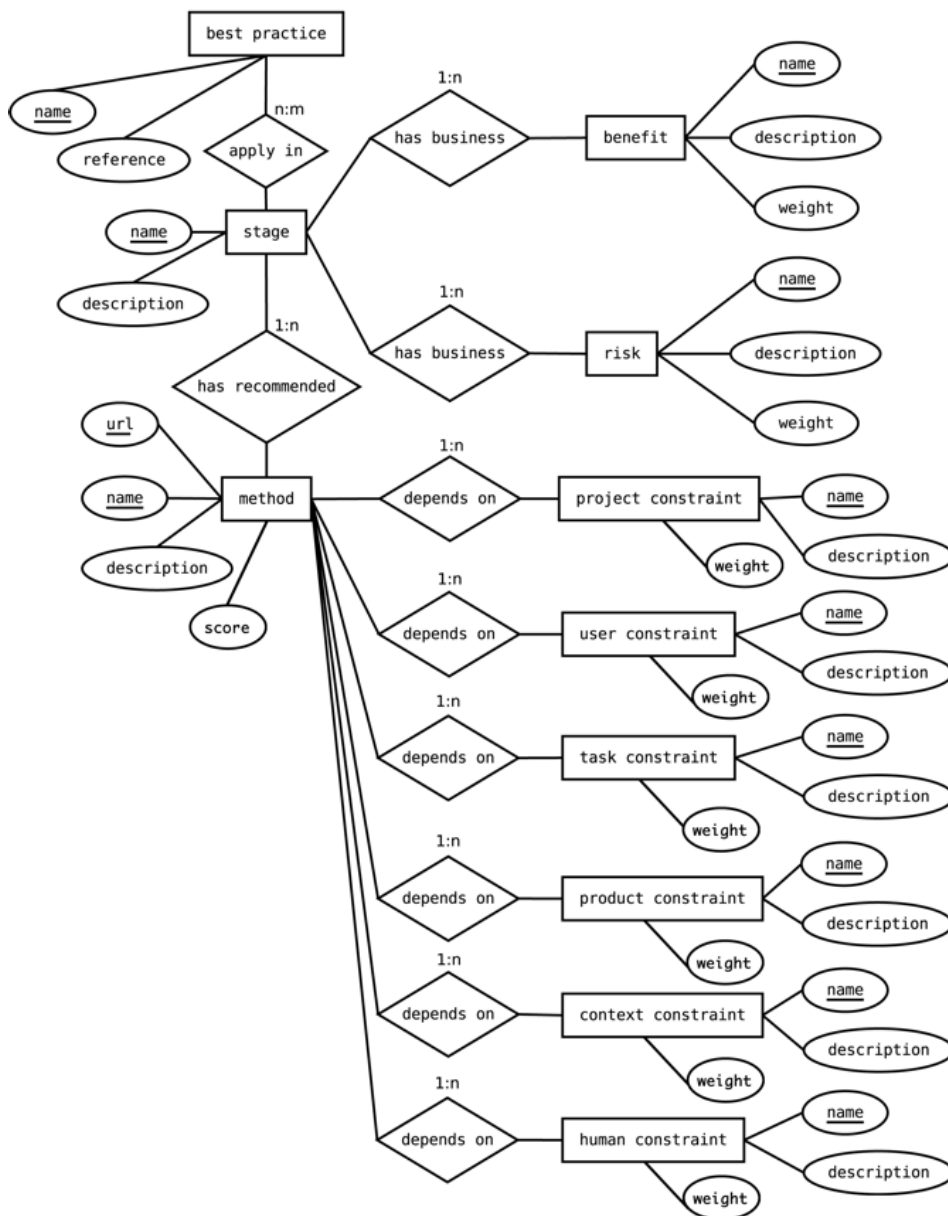 best practice
name
reference
n:m
apply in
stage
name
description
1:n
has business
benefit
name
description
weight
1:n
has business
risk
name
description
weight
1:n
has recommended
method
url
name
description
score
1:n
depends on
project constraint
name
description
weight
1:n
depends on
user constraint
name
description
weight
1:n
depends on
task constraint
name
description
weight
1:n
depends on
product constraint
name
description
weight
1:n
depends on
context constraint
name
description
weight
1:n
depends on
human constraint
name
description
weight